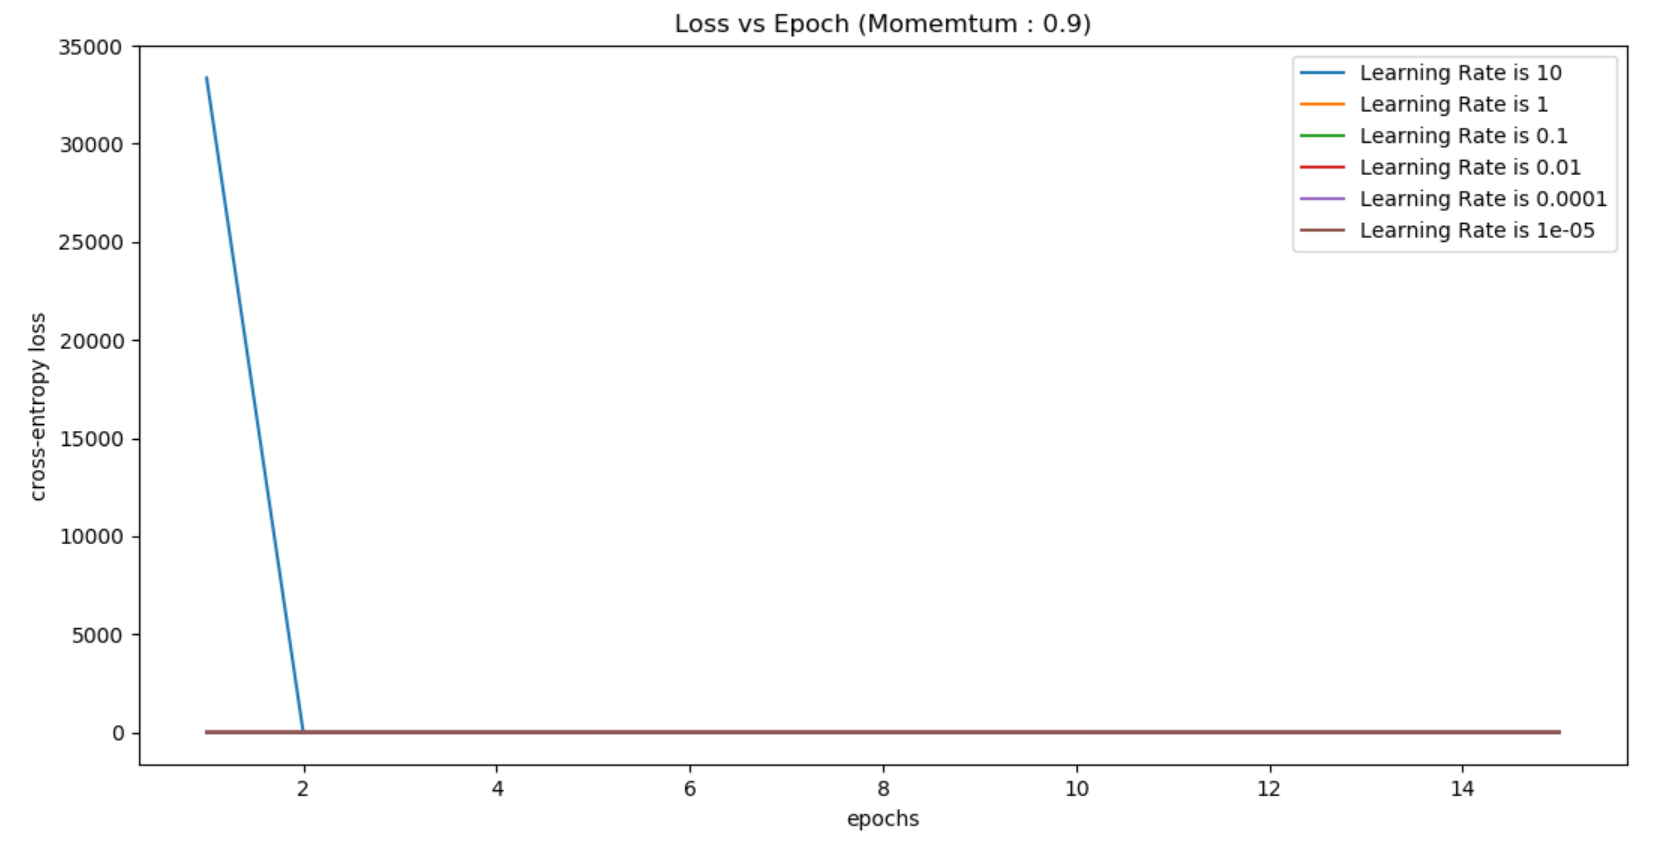 Loss vs Epoch (Momemtum : 0.9)
35000
30000
25000
20000
15000
10000
5000
0
cross-entropy loss
Learning Rate is 10
Learning Rate is 1
Learning Rate is 0.1
Learning Rate is 0.01
Learning Rate is 0.0001
Learning Rate is 1e-05
2 4 6 8 10 12 14
epochs